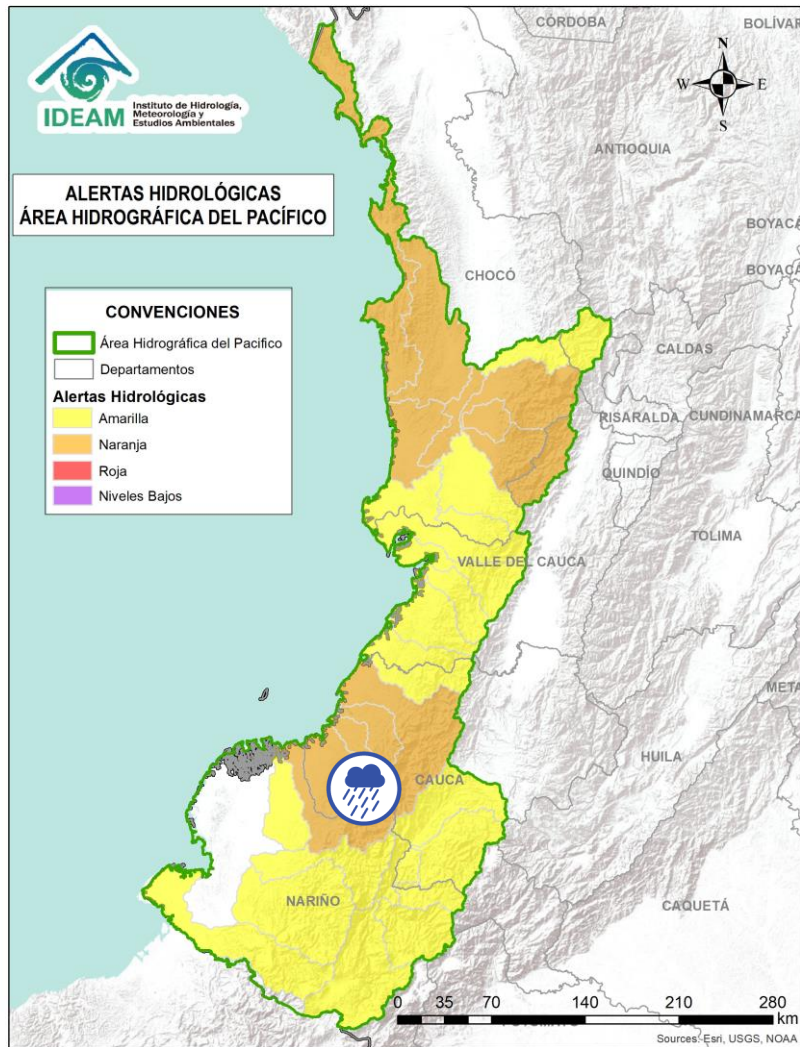 IDEAM
Instituto de Hidrología,
Meteorología y
Estudios Ambientales
ALERTAS HIDROLÓGICAS
ÁREA HIDROGRÁFICA DEL PACÍFICO
CONVENCIONES
Área Hidrográfica del Pacifico
Departamentos
Alertas Hidrológicas
Amarilla
Naranja
Roja
Niveles Bajos
N
W E
S
CÓRDOBA
BOLÍVAR
ANTIOQUIA
BOYACÁ
CHOCÓ
BOYACÁ
CALDAS
RISARALDA
CUNDINAMARCA
QUINDÍO
TOLIMA
VALLE DEL CAUCA
META
HUILA
CAUCA
NARIÑO
CAQUETÁ
0 35 70 140 210 280
km
Sources: Esri, USGS, NOAA